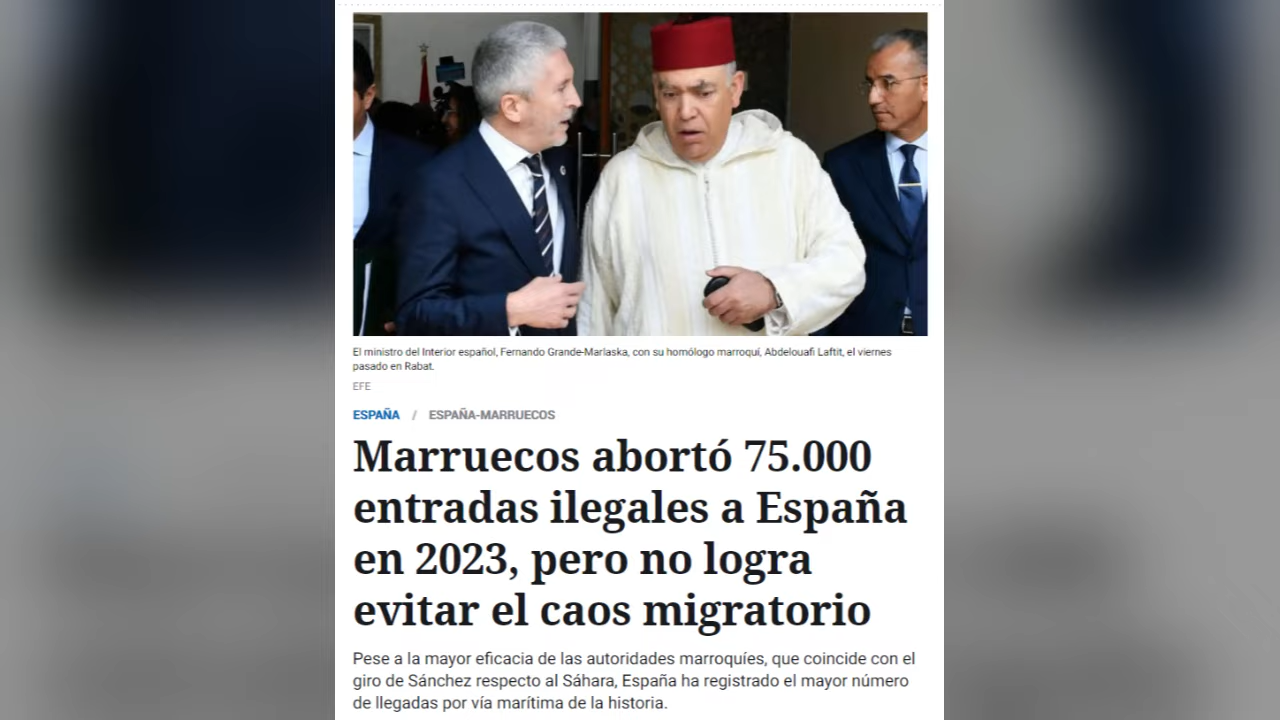 El ministro del Interior español, Fernando Grande-Marlaska, con su homólogo marroquí, Abdelouafi Laftit, el viernes
pasado en Rabat.
EFE
ESPAÑA / ESPAÑA-MARRUECOS
Marruecos abortó 75.000
entradas ilegales a España
en 2023, pero no logra
evitar el caos migratorio
Pese a la mayor eficacia de las autoridades marroquíes, que coincide con el
giro de Sánchez respecto al Sáhara, España ha registrado el mayor número
de llegadas por vía marítima de la historia.